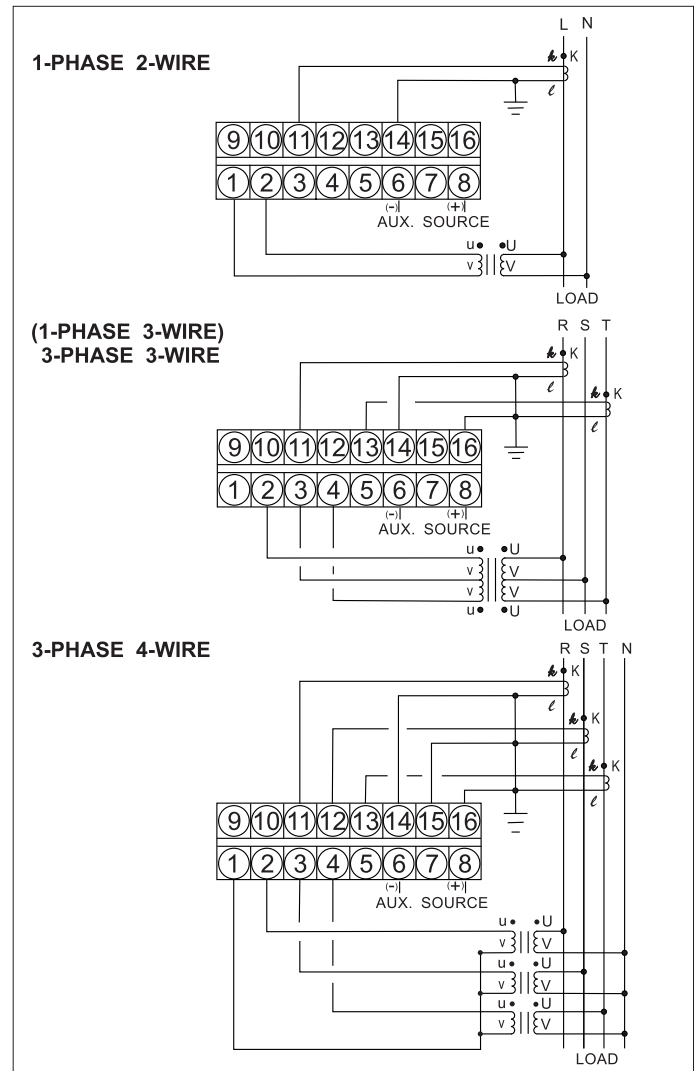 L N
1-PHASE 2-WIRE
k K
ℓ
9 10 11 12 13 14 15 16
1 2 3 4 5 6 7 8
(-) (+)
AUX. SOURCE
u U
v V
LOAD
(1-PHASE 3-WIRE)
R S T
3-PHASE 3-WIRE
k K
ℓ
k K
ℓ
9 10 11 12 13 14 15 16
1 2 3 4 5 6 7 8
(-) (+)
AUX. SOURCE
u U
v V
v V
u U
LOAD
3-PHASE 4-WIRE
R S T N
k K
ℓ
k K
ℓ
k K
ℓ
9 10 11 12 13 14 15 16
1 2 3 4 5 6 7 8
(-) (+)
AUX. SOURCE
u U
v V
u U
v V
u U
v V
LOAD